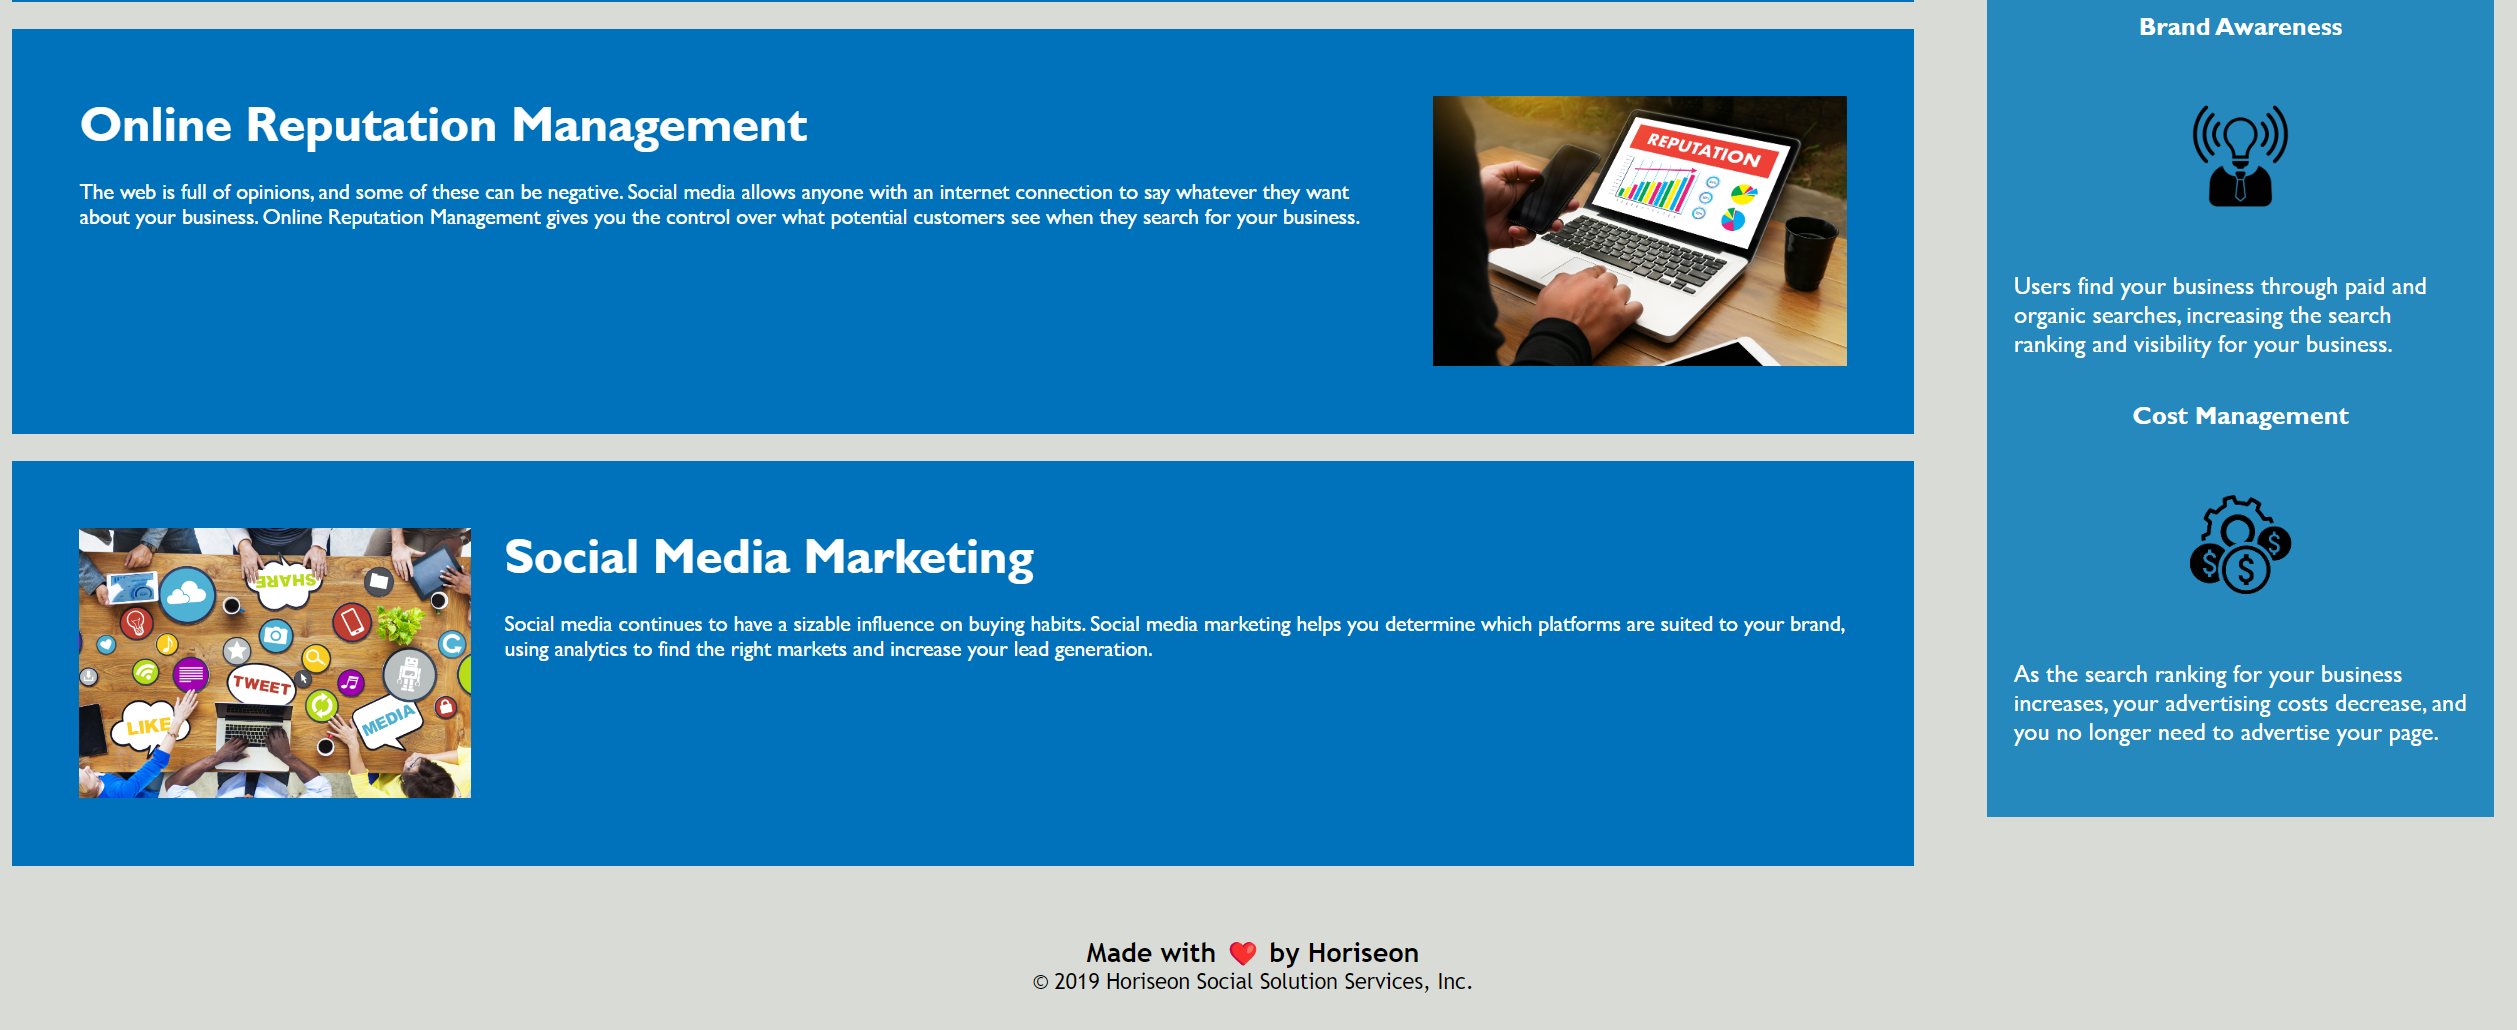 Online Reputation Management
The web is full of opinions, and some of these can be negative. Social media allows anyone with an internet connection to say whatever they want
about your business. Online Reputation Management gives you the control over what potential customers see when they search for your business.
REPUTATION
SHARE
TWEET
LIKE
MEDIA
Social Media Marketing
Social media continues to have a sizable influence on buying habits. Social media marketing helps you determine which platforms are suited to your brand,
using analytics to find the right markets and increase your lead generation.
Brand Awareness
Users find your business through paid and
organic searches, increasing the search
ranking and visibility for your business.
Cost Management
$ $ $
As the search ranking for your business
increases, your advertising costs decrease, and
you no longer need to advertise your page.
Made with ❤️ by Horiseon
© 2019 Horiseon Social Solution Services, Inc.